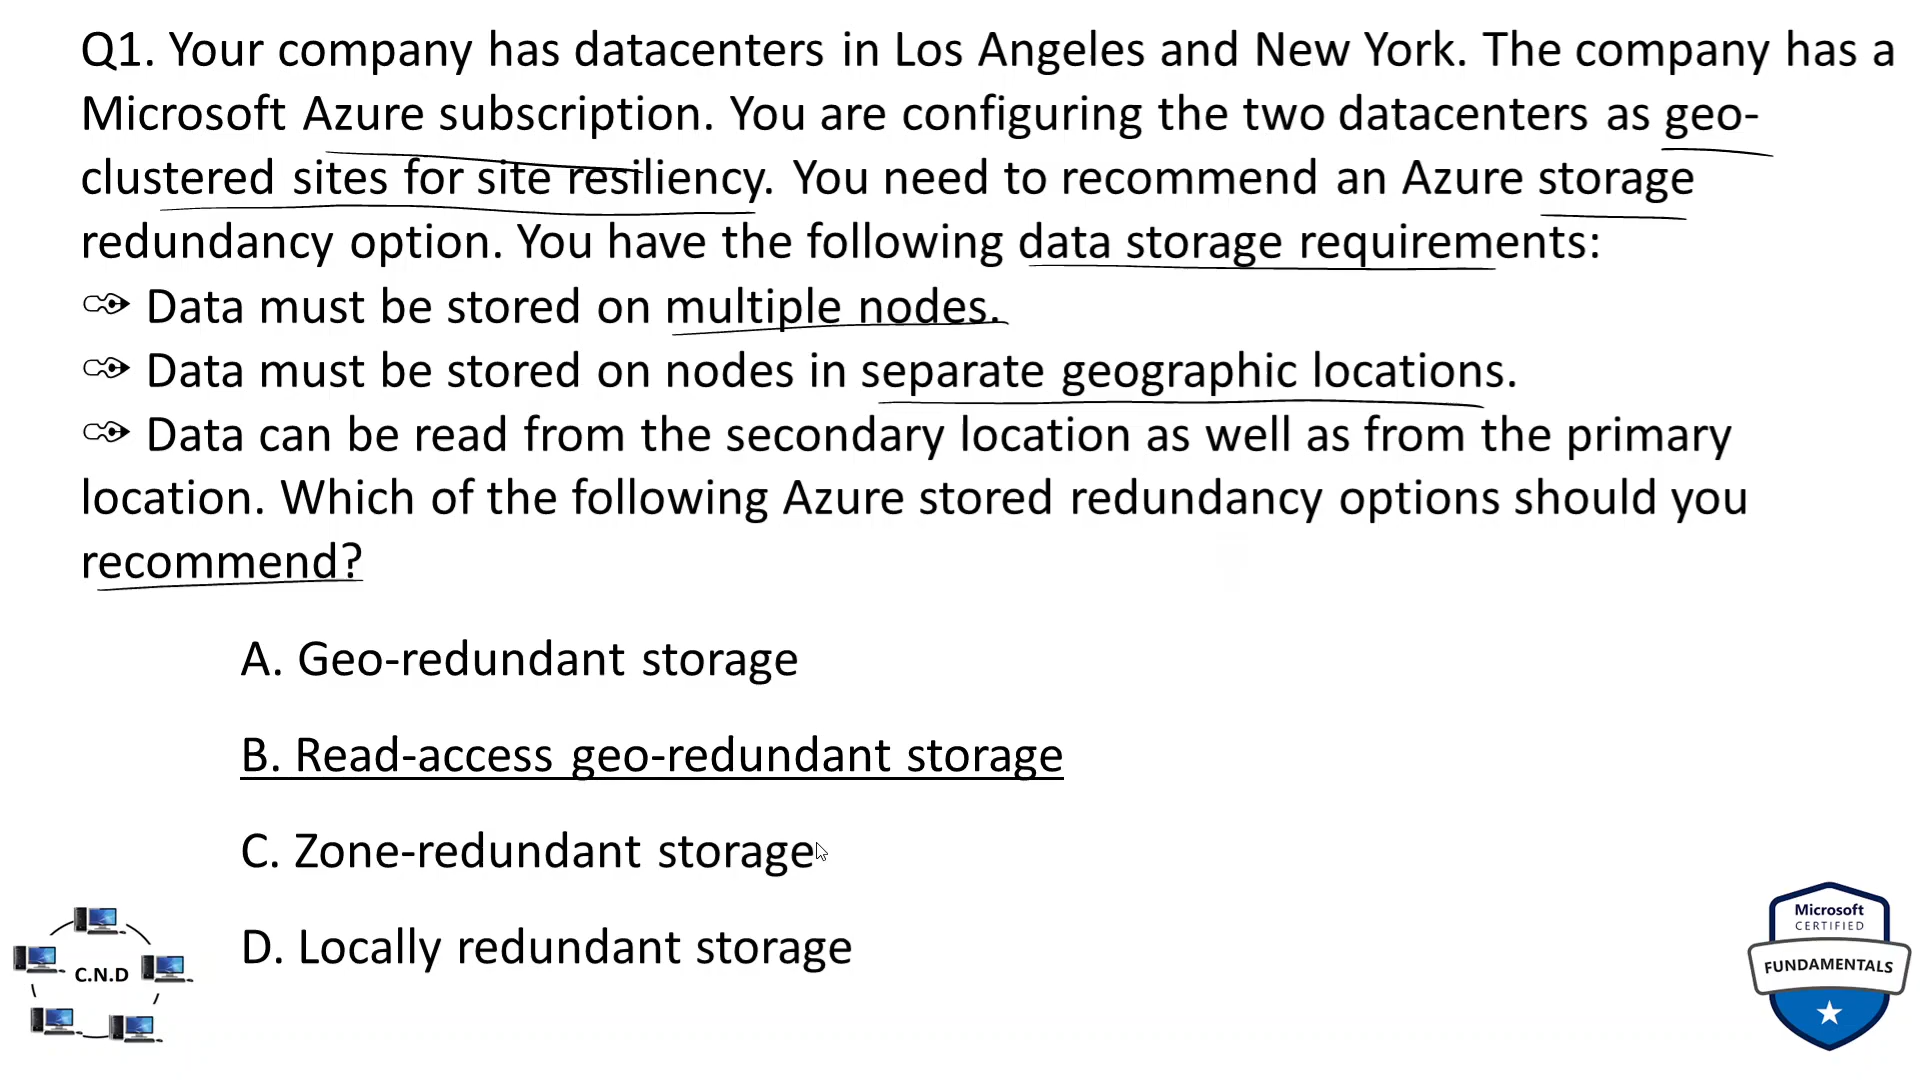 Q1. Your company has datacenters in Los Angeles and New York. The company has a
Microsoft Azure subscription. You are configuring the two datacenters as geo-
clustered sites for site resiliency. You need to recommend an Azure storage
redundancy option. You have the following data storage requirements:
Data must be stored on multiple nodes.
Data must be stored on nodes in separate geographic locations.
Data can be read from the secondary location as well as from the primary
location. Which of the following Azure stored redundancy options should you
recommend?
A. Geo-redundant storage
B. Read-access geo-redundant storage
C. Zone-redundant storage
D. Locally redundant storage
C.N.D
Microsoft
CERTIFIED
FUNDAMENTALS